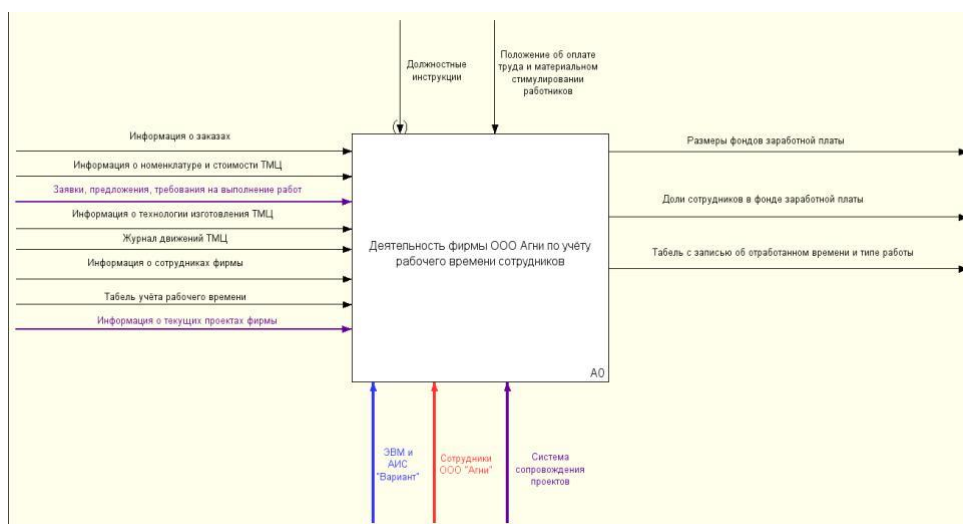 Должностные
инструкции
Положение об оплате
труда и материальном
стимулировании
работников
Информация о заказах
Информация о номенклатуре и стоимости ТМЦ
Заявки, предложения, требования на выполнение работ
Информация о технологии изготовления ТМЦ
Журнал движений ТМЦ
Информация о сотрудниках фирмы
Табель учёта рабочего времени
Информация о текущих проектах фирмы
Деятельность фирмы ООО Агни по учёту
рабочего времени сотрудников
A0
Размеры фондов заработной платы
Доли сотрудников в фонде заработной платы
Табель с записью об отработанном времени и типе работы
ЭВМ и
АИС
"Вариант"
Сотрудники
ООО "Агни"
Система
сопровождения
проектов